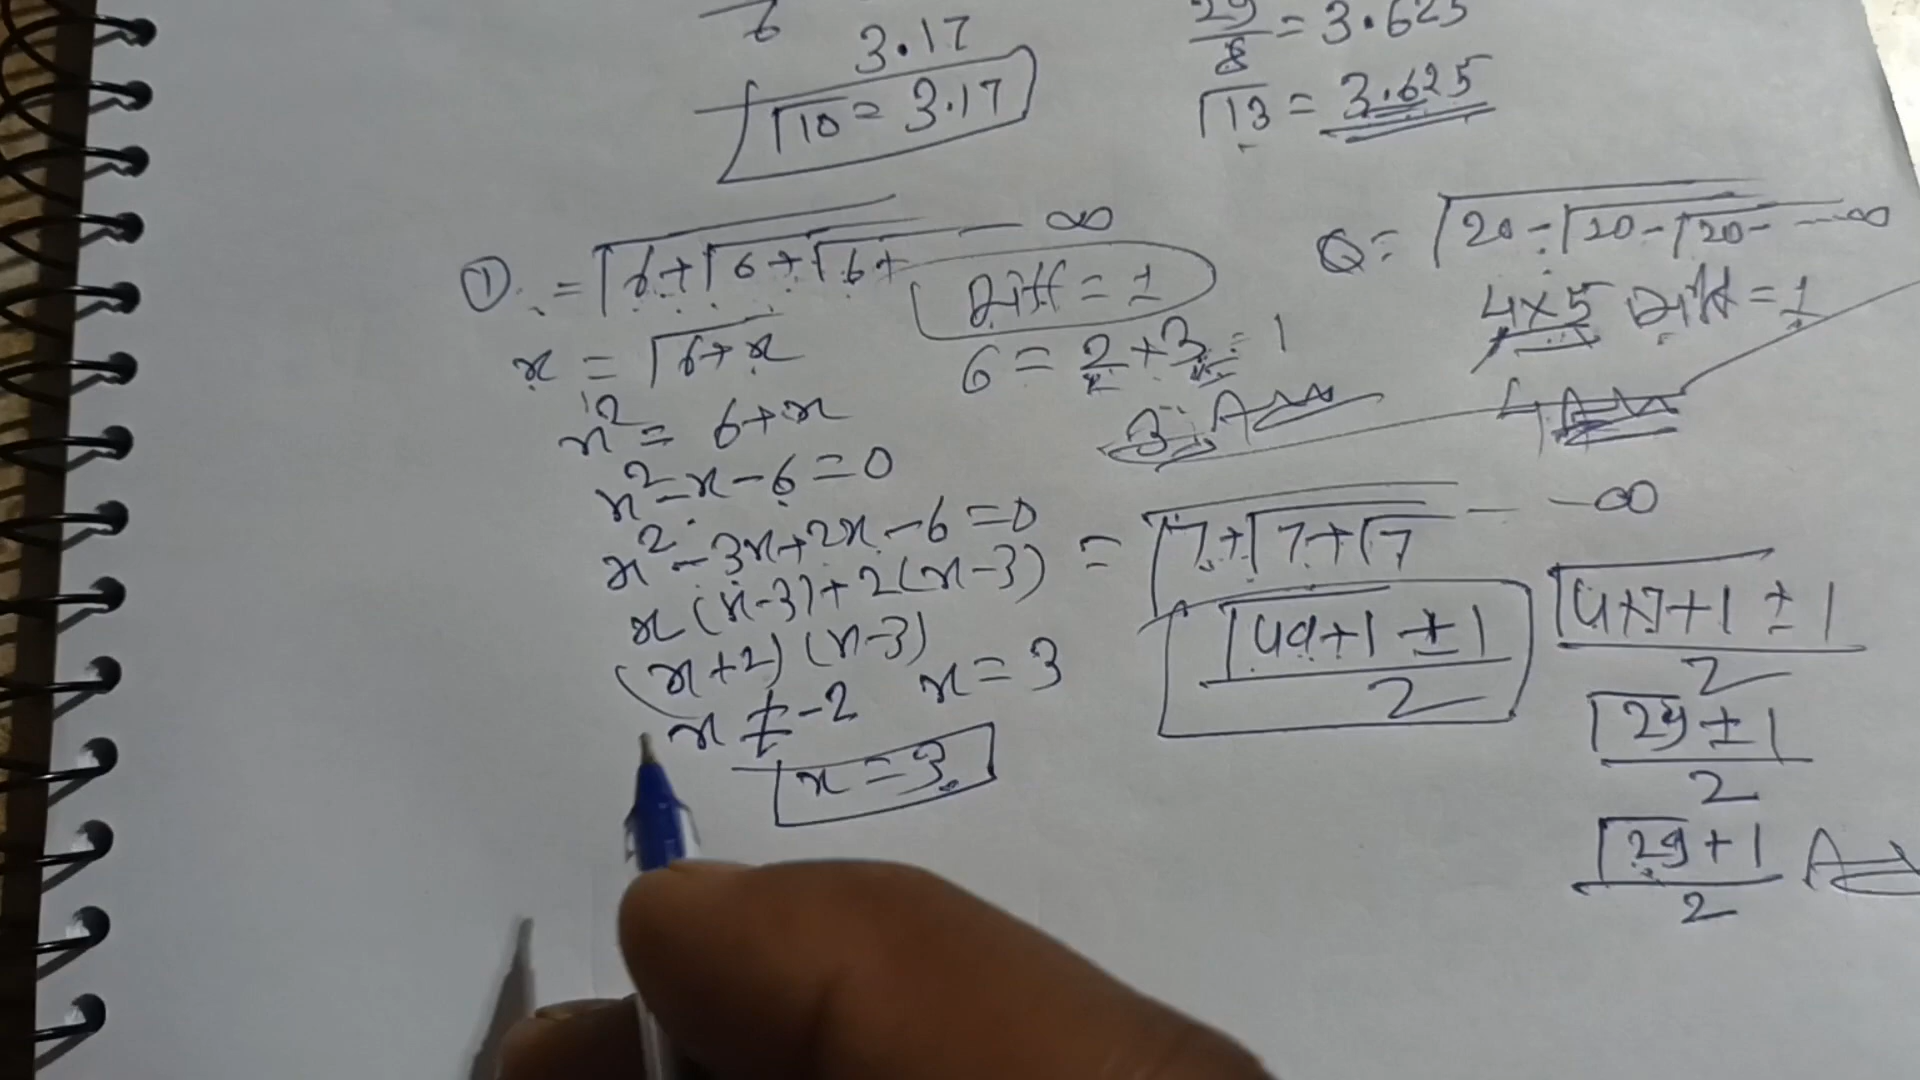 6
3.17
√10 = 3.17
29/8 = 3.625
√13 = 3.625
① = √6+√6+√6+ --- ∞
Diff = 1
x = √6+x
6 = 2+3 = 1
x² = 6+x
3 Ans
x²-x-6=0
x²-3x+2x-6=0
x(x-3)+2(x-3)
(x+2)(x-3)
x ≠ -2 x = 3
x = 3
Q = √20-√20-√20- --- ∞
4×5 Diff = 1
4 Ans
= √7+√7+√7 --- ∞
√4a+1 ± 1 / 2
√4×7+1 ± 1 / 2
√29 ± 1 / 2
√29 + 1 / 2 Ans